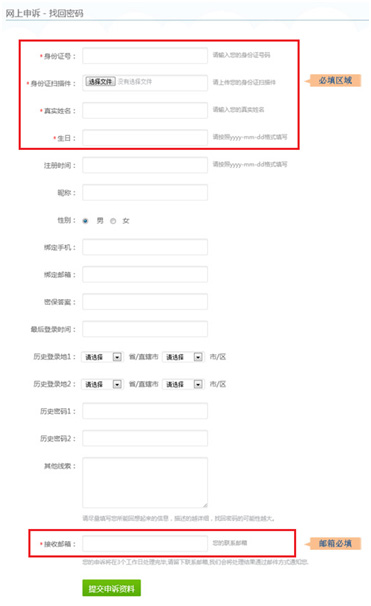 网上申诉 - 找回密码
*身份证号： 请输入您的身份证号码
*身份证扫描件： 选择文件 没有选择文件 请上传您的身份证扫描件
必填区域
*真实姓名： 请输入您的真实姓名
*生日： 请按照yyyy-mm-dd格式填写
注册时间： 请按照yyyy-mm-dd格式填写
昵称：
性别： 男 女
绑定手机：
绑定邮箱：
密保答案：
最后登录时间：
历史登录地1： 请选择 省/直辖市 请选择 市/区
历史登录地2： 请选择 省/直辖市 请选择 市/区
历史密码1：
历史密码2：
其他线索：
请尽量填写您所能回想起来的信息，描述的越详细，找回密码的可能性越大。
*接收邮箱： 您的联系邮箱
邮箱必填
您的申诉将在3个工作日处理完毕,请留下联系邮箱,我们会将处理结果通过邮件方式通知您.
提交申诉资料